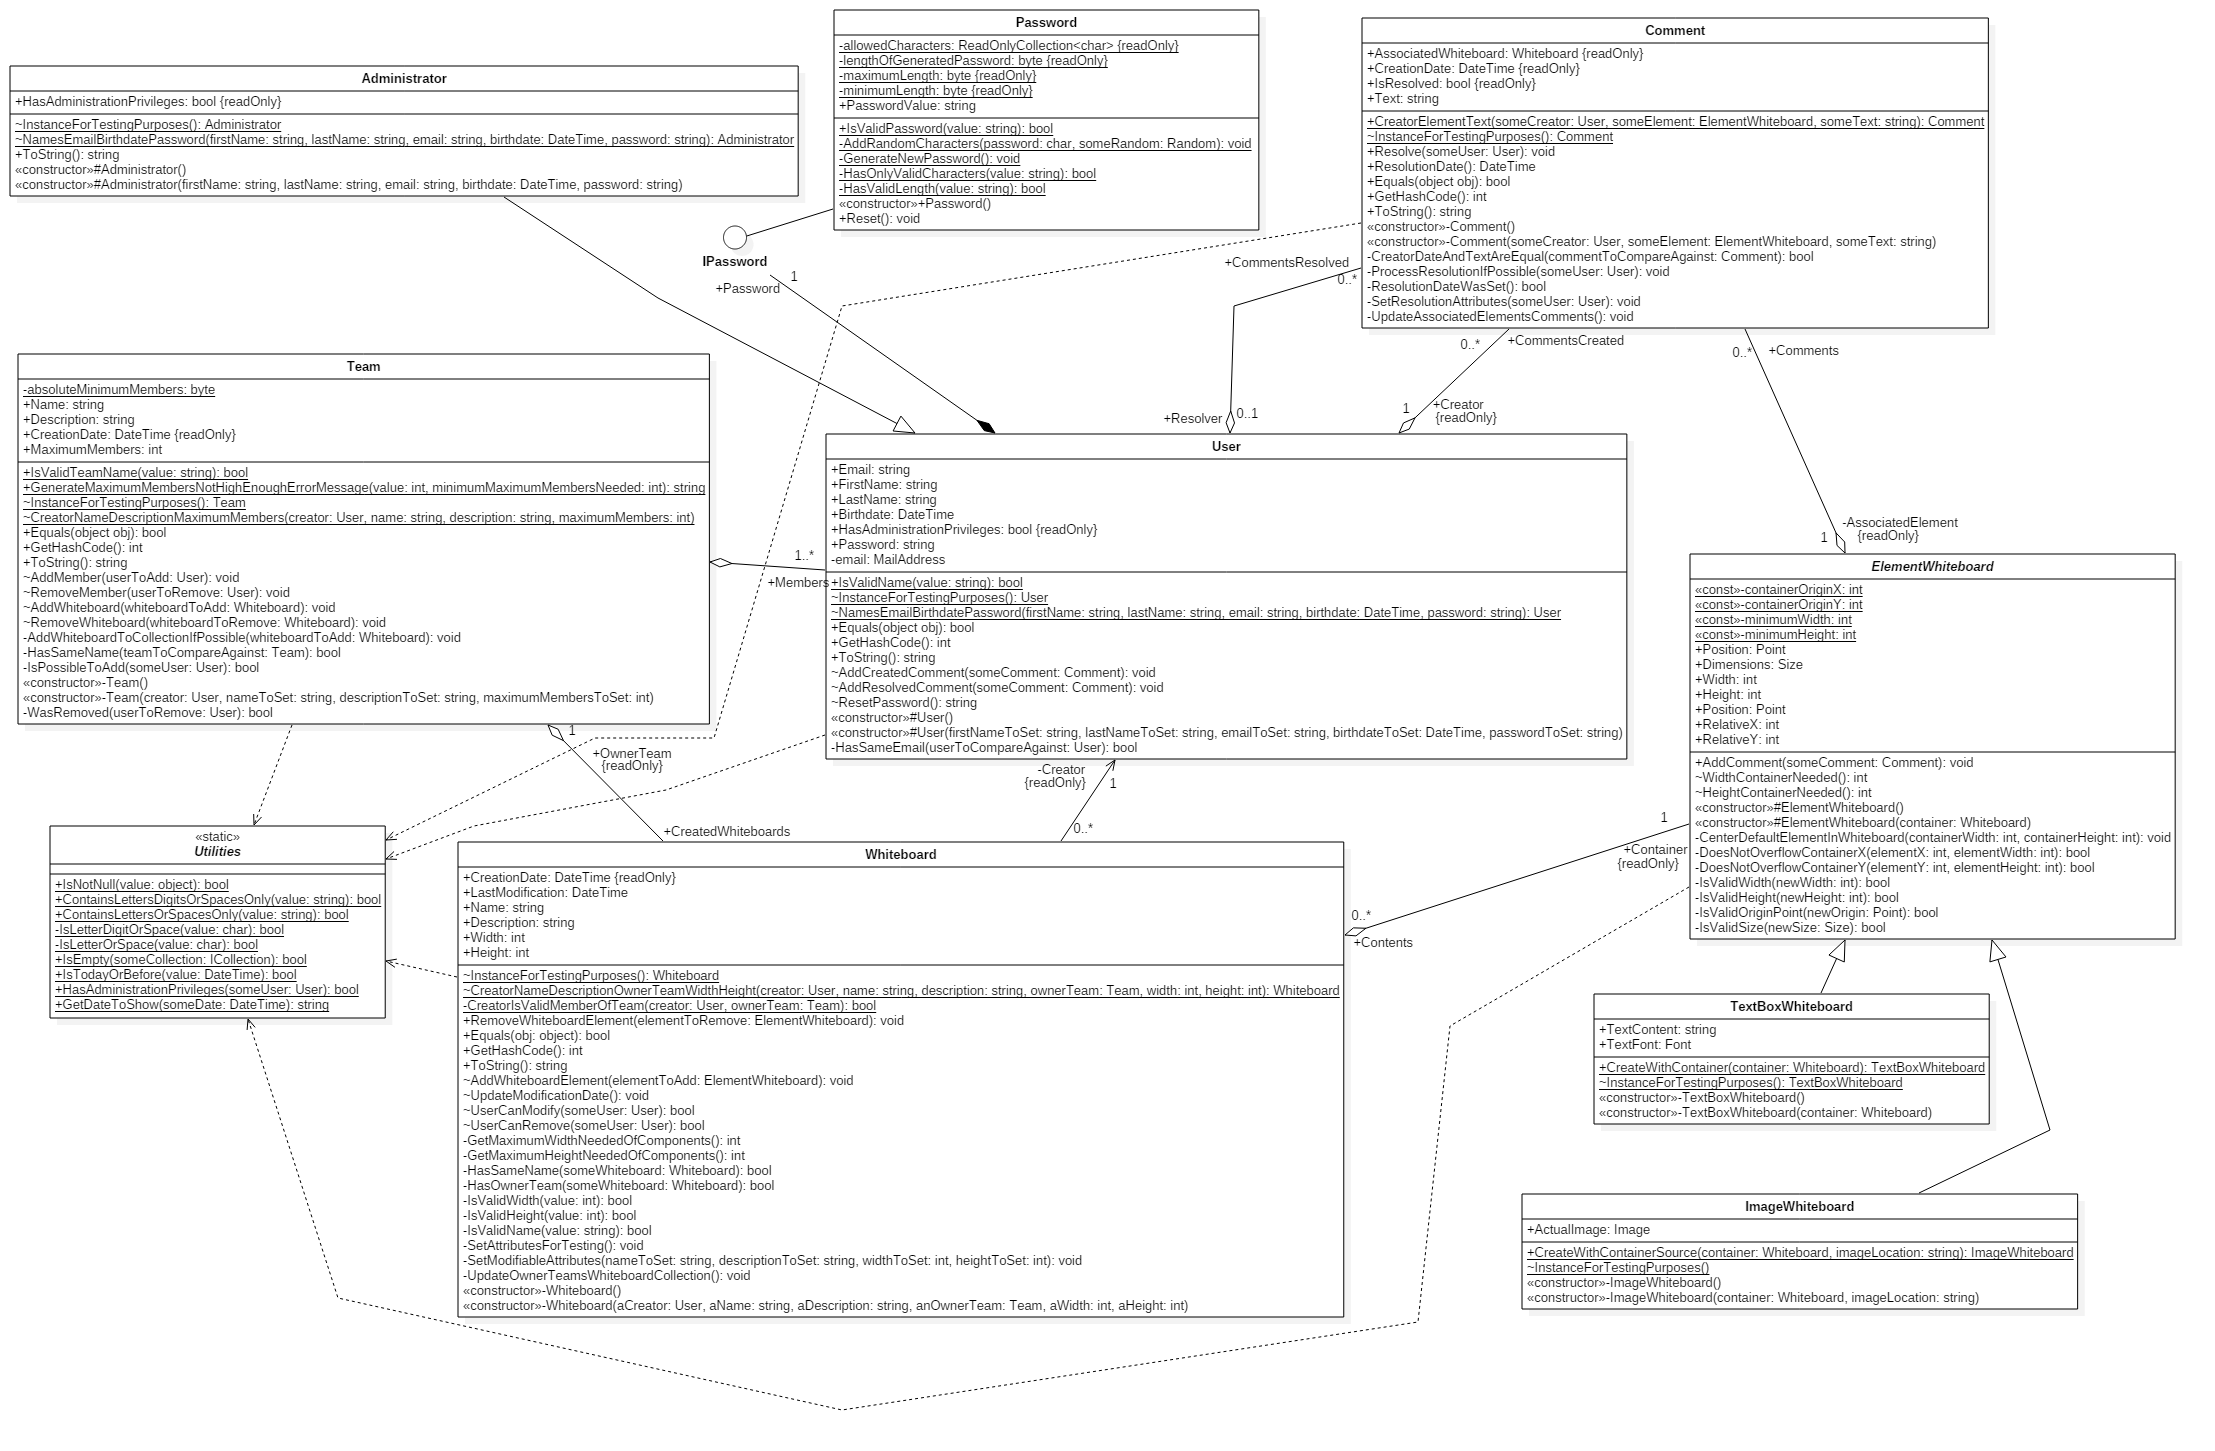 Administrator
+HasAdministrationPrivileges: bool {readOnly}
~InstanceForTestingPurposes(): Administrator
~NamesEmailBirthdatePassword(firstName: string, lastName: string, email: string, birthdate: DateTime, password: string): Administrator
+ToString(): string
«constructor»#Administrator()
«constructor»#Administrator(firstName: string, lastName: string, email: string, birthdate: DateTime, password: string)
Password
-allowedCharacters: ReadOnlyCollection<char> {readOnly}
-lengthOfGeneratedPassword: byte {readOnly}
-maximumLength: byte {readOnly}
-minimumLength: byte {readOnly}
+PasswordValue: string
+IsValidPassword(value: string): bool
-AddRandomCharacters(password: char, someRandom: Random): void
-GenerateNewPassword(): void
-HasOnlyValidCharacters(value: string): bool
-HasValidLength(value: string): bool
«constructor»+Password()
+Reset(): void
Comment
+AssociatedWhiteboard: Whiteboard {readOnly}
+CreationDate: DateTime {readOnly}
+IsResolved: bool {readOnly}
+Text: string
+CreatorElementText(someCreator: User, someElement: ElementWhiteboard, someText: string): Comment
~InstanceForTestingPurposes(): Comment
+Resolve(someUser: User): void
+ResolutionDate(): DateTime
+Equals(object obj): bool
+GetHashCode(): int
+ToString(): string
«constructor»-Comment()
«constructor»-Comment(someCreator: User, someElement: ElementWhiteboard, someText: string)
-CreatorDateAndTextAreEqual(commentToCompareAgainst: Comment): bool
-ProcessResolutionIfPossible(someUser: User): void
-ResolutionDateWasSet(): bool
-SetResolutionAttributes(someUser: User): void
-UpdateAssociatedElementsComments(): void
IPassword
1
+Password
+CommentsResolved
0..*
+Resolver
0..1
0..*
+CommentsCreated
1
+Creator
{readOnly}
0..*
+Comments
-AssociatedElement
{readOnly}
1
Team
-absoluteMinimumMembers: byte
+Name: string
+Description: string
+CreationDate: DateTime {readOnly}
+MaximumMembers: int
+IsValidTeamName(value: string): bool
+GenerateMaximumMembersNotHighEnoughErrorMessage(value: int, minimumMaximumMembersNeeded: int): string
~InstanceForTestingPurposes(): Team
~CreatorNameDescriptionMaximumMembers(creator: User, name: string, description: string, maximumMembers: int)
+Equals(object obj): bool
+GetHashCode(): int
+ToString(): string
~AddMember(userToAdd: User): void
~RemoveMember(userToRemove: User): void
~AddWhiteboard(whiteboardToAdd: Whiteboard): void
~RemoveWhiteboard(whiteboardToRemove: Whiteboard): void
-AddWhiteboardToCollectionIfPossible(whiteboardToAdd: Whiteboard): void
-HasSameName(teamToCompareAgainst: Team): bool
-IsPossibleToAdd(someUser: User): bool
«constructor»-Team()
«constructor»-Team(creator: User, nameToSet: string, descriptionToSet: string, maximumMembersToSet: int)
-WasRemoved(userToRemove: User): bool
1..*
+Members
User
+Email: string
+FirstName: string
+LastName: string
+Birthdate: DateTime
+HasAdministrationPrivileges: bool {readOnly}
+Password: string
-email: MailAddress
+IsValidName(value: string): bool
~InstanceForTestingPurposes(): User
~NamesEmailBirthdatePassword(firstName: string, lastName: string, email: string, birthdate: DateTime, password: string): User
+Equals(object obj): bool
+GetHashCode(): int
+ToString(): string
~AddCreatedComment(someComment: Comment): void
~AddResolvedComment(someComment: Comment): void
~ResetPassword(): string
«constructor»#User()
«constructor»#User(firstNameToSet: string, lastNameToSet: string, emailToSet: string, birthdateToSet: DateTime, passwordToSet: string)
-HasSameEmail(userToCompareAgainst: User): bool
ElementWhiteboard
«const»-containerOriginX: int
«const»-containerOriginY: int
«const»-minimumWidth: int
«const»-minimumHeight: int
+Position: Point
+Dimensions: Size
+Width: int
+Height: int
+Position: Point
+RelativeX: int
+RelativeY: int
+AddComment(someComment: Comment): void
~WidthContainerNeeded(): int
~HeightContainerNeeded(): int
«constructor»#ElementWhiteboard()
«constructor»#ElementWhiteboard(container: Whiteboard)
-CenterDefaultElementInWhiteboard(containerWidth: int, containerHeight: int): void
-DoesNotOverflowContainerX(elementX: int, elementWidth: int): bool
-DoesNotOverflowContainerY(elementY: int, elementHeight: int): bool
-IsValidWidth(newWidth: int): bool
-IsValidHeight(newHeight: int): bool
-IsValidOriginPoint(newOrigin: Point): bool
-IsValidSize(newSize: Size): bool
1
+OwnerTeam
{readOnly}
+CreatedWhiteboards
-Creator
{readOnly}
1
0..*
1
+Container
{readOnly}
0..*
+Contents
«static»
Utilities
+IsNotNull(value: object): bool
+ContainsLettersDigitsOrSpacesOnly(value: string): bool
+ContainsLettersOrSpacesOnly(value: string): bool
-IsLetterDigitOrSpace(value: char): bool
-IsLetterOrSpace(value: char): bool
+IsEmpty(someCollection: ICollection): bool
+IsTodayOrBefore(value: DateTime): bool
+HasAdministrationPrivileges(someUser: User): bool
+GetDateToShow(someDate: DateTime): string
Whiteboard
+CreationDate: DateTime {readOnly}
+LastModification: DateTime
+Name: string
+Description: string
+Width: int
+Height: int
~InstanceForTestingPurposes(): Whiteboard
~CreatorNameDescriptionOwnerTeamWidthHeight(creator: User, name: string, description: string, ownerTeam: Team, width: int, height: int): Whiteboard
-CreatorIsValidMemberOfTeam(creator: User, ownerTeam: Team): bool
+RemoveWhiteboardElement(elementToRemove: ElementWhiteboard): void
+Equals(obj: object): bool
+GetHashCode(): int
+ToString(): string
~AddWhiteboardElement(elementToAdd: ElementWhiteboard): void
~UpdateModificationDate(): void
~UserCanModify(someUser: User): bool
~UserCanRemove(someUser: User): bool
-GetMaximumWidthNeededOfComponents(): int
-GetMaximumHeightNeededOfComponents(): int
-HasSameName(someWhiteboard: Whiteboard): bool
-HasOwnerTeam(someWhiteboard: Whiteboard): bool
-IsValidWidth(value: int): bool
-IsValidHeight(value: int): bool
-IsValidName(value: string): bool
-SetAttributesForTesting(): void
-SetModifiableAttributes(nameToSet: string, descriptionToSet: string, widthToSet: int, heightToSet: int): void
-UpdateOwnerTeamsWhiteboardCollection(): void
«constructor»-Whiteboard()
«constructor»-Whiteboard(aCreator: User, aName: string, aDescription: string, anOwnerTeam: Team, aWidth: int, aHeight: int)
TextBoxWhiteboard
+TextContent: string
+TextFont: Font
+CreateWithContainer(container: Whiteboard): TextBoxWhiteboard
~InstanceForTestingPurposes(): TextBoxWhiteboard
«constructor»-TextBoxWhiteboard()
«constructor»-TextBoxWhiteboard(container: Whiteboard)
ImageWhiteboard
+ActualImage: Image
+CreateWithContainerSource(container: Whiteboard, imageLocation: string): ImageWhiteboard
~InstanceForTestingPurposes()
«constructor»-ImageWhiteboard()
«constructor»-ImageWhiteboard(container: Whiteboard, imageLocation: string)